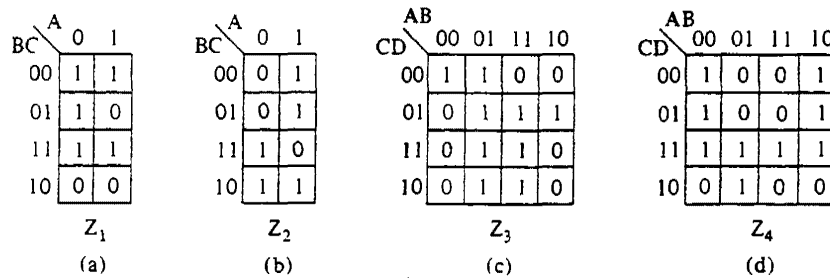 A A AB AB
BC 0 1 BC 0 1 CD 00 01 11 10 CD 00 01 11 10
00 1 1 00 0 1 00 1 1 0 0 00 1 0 0 1
01 1 0 01 0 1 01 0 1 1 1 01 1 0 0 1
11 1 1 11 1 0 11 0 1 1 0 11 1 1 1 1
10 0 0 10 1 1 10 0 1 1 0 10 0 1 0 0
Z1 Z2 Z3 Z4
(a) (b) (c) (d)